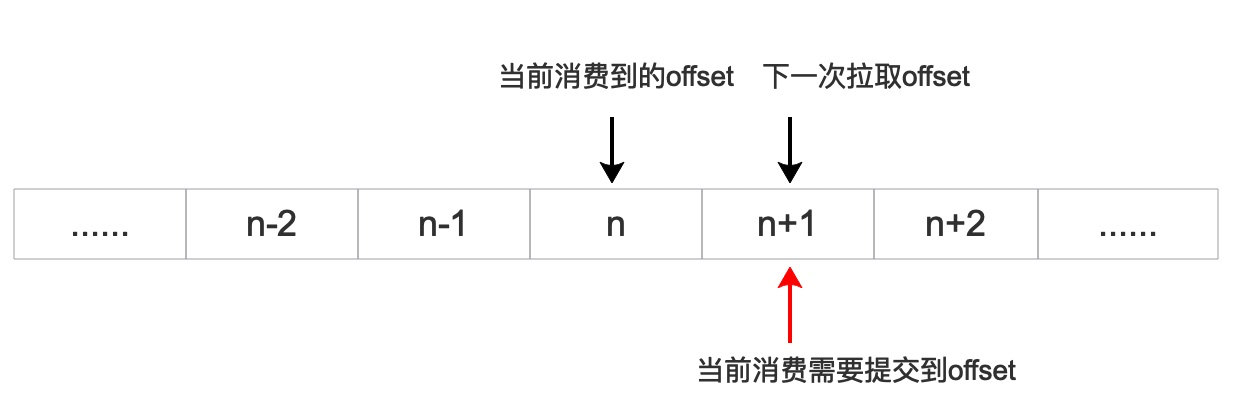 当前消费到的offset 下一次拉取offset
...... n-2 n-1 n n+1 n+2 ......
当前消费需要提交到offset